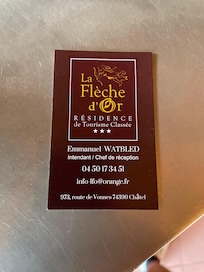 La
Flèche
d'Or
RÉSIDENCE
de Tourisme Classée
★★★
Emmanuel WATBLED
Intendant / Chef de réception
04 50 17 34 51
info-lfo@orange.fr
973, route de Vonnes 74390 Châtel